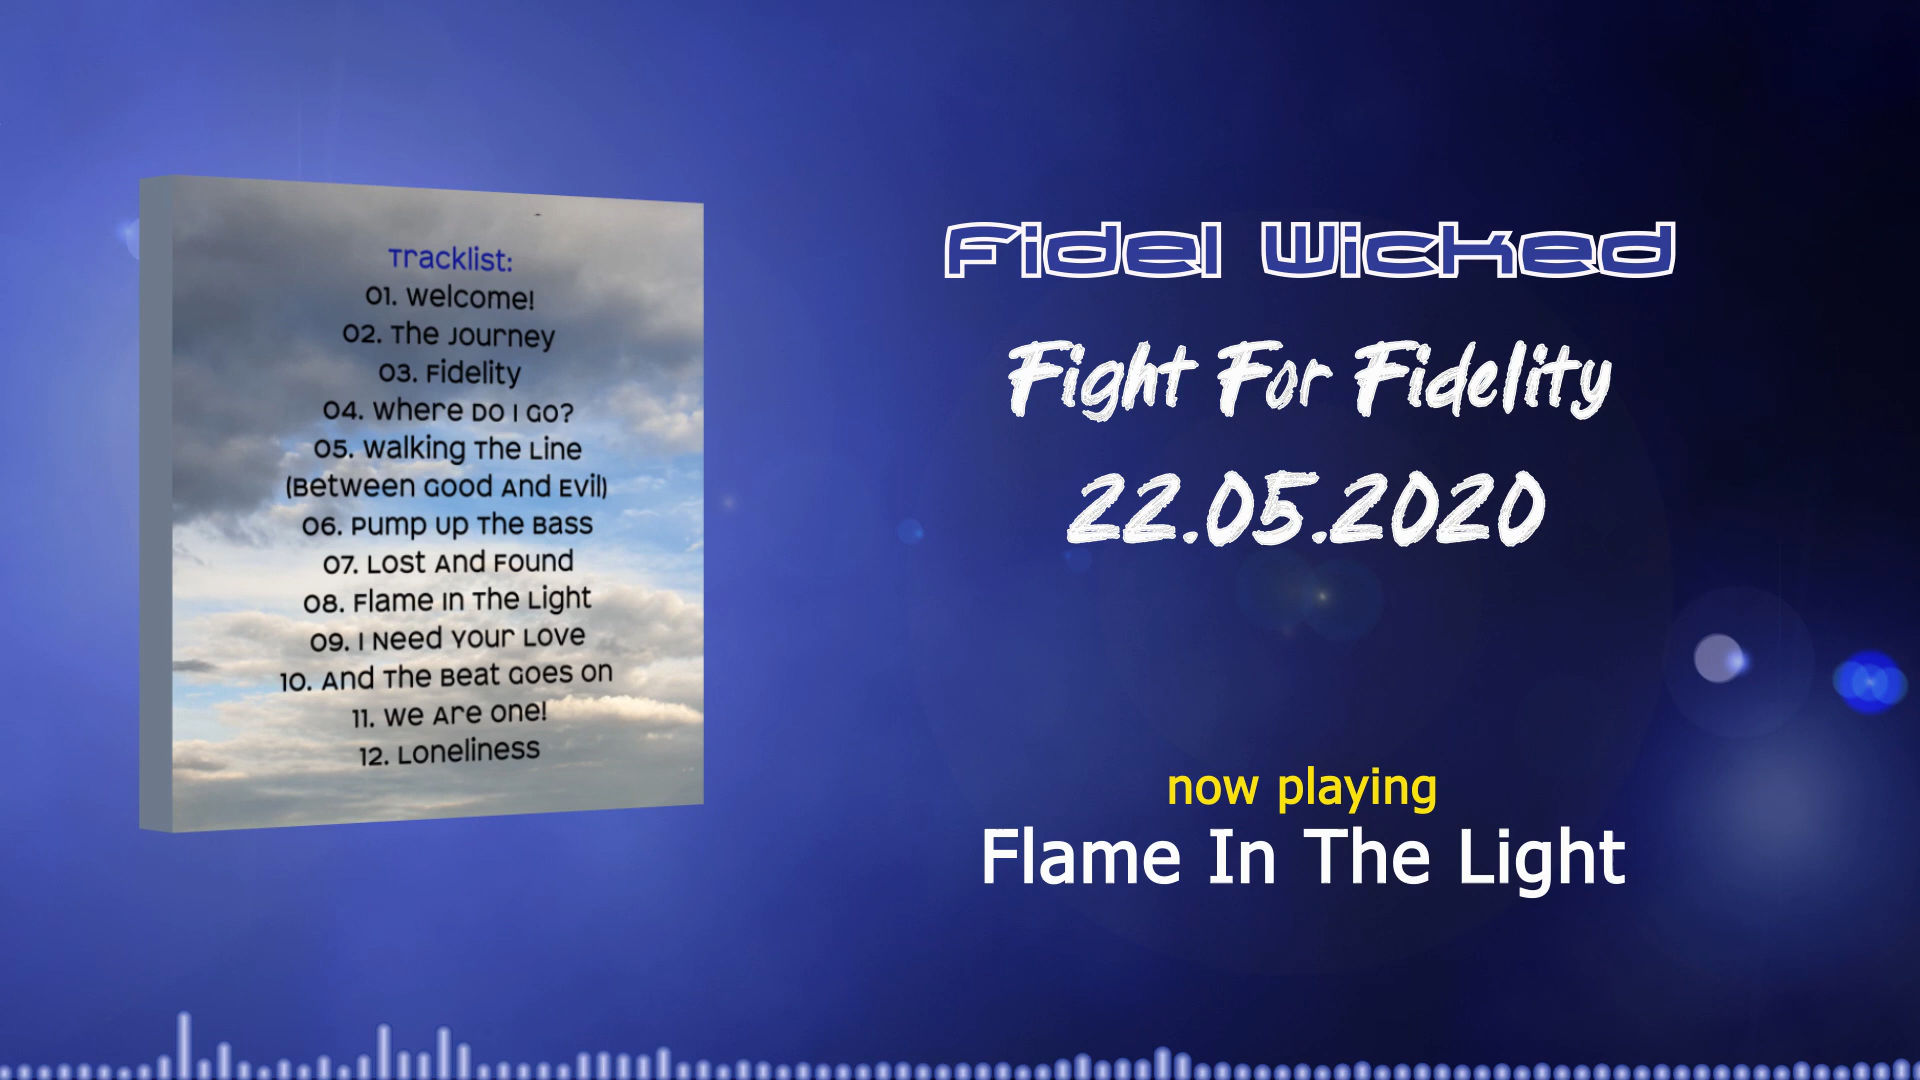 Tracklist:
01. Welcome!
02. The Journey
03. Fidelity
04. Where Do I Go?
05. Walking The Line
(Between Good And Evil)
06. Pump Up The Bass
07. Lost And Found
08. Flame In The Light
09. I Need Your Love
10. And The Beat Goes On
11. We Are One!
12. Loneliness
Fidel Wicked
Fight For Fidelity
22.05.2020
now playing
Flame In The Light